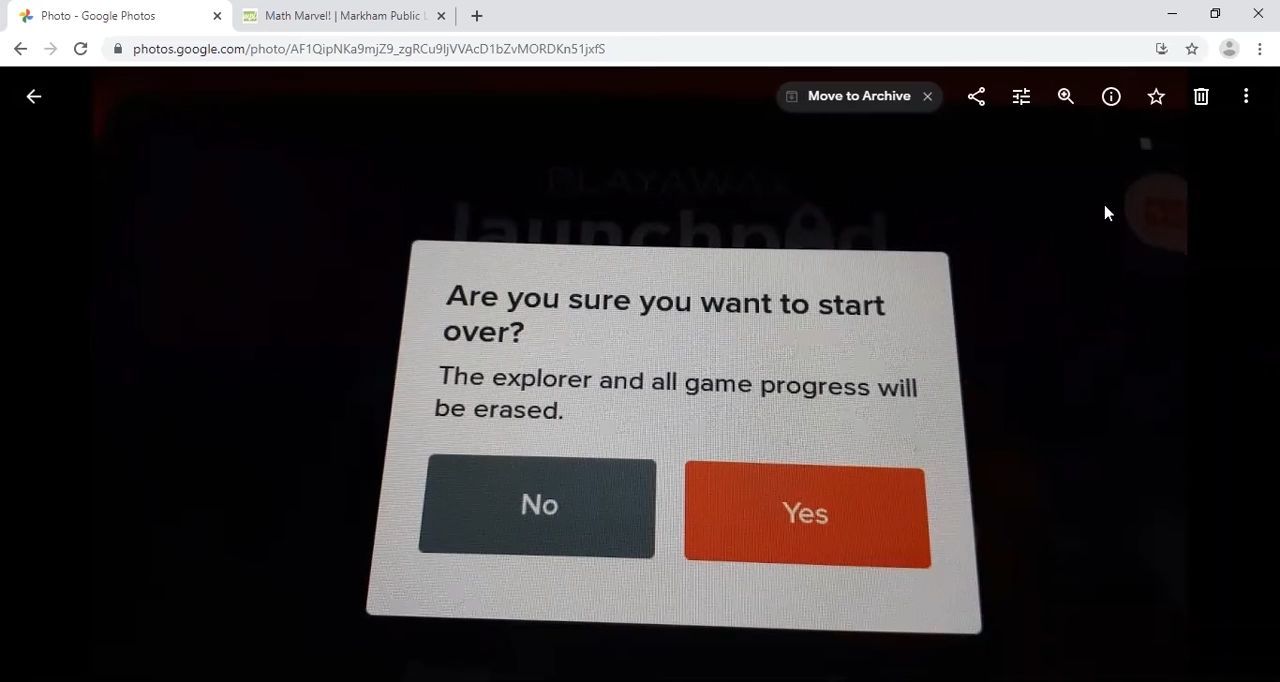 Photo - Google Photos
Math Marvel! | Markham Public
photos.google.com/photo/AF1QipNKa9mjZ9_zgRCu9ljVVAcD1bZvMORDKn51jxfS
Move to Archive
PLAYAWAY
launchpad
Are you sure you want to start
over?
The explorer and all game progress will
be erased.
No
Yes